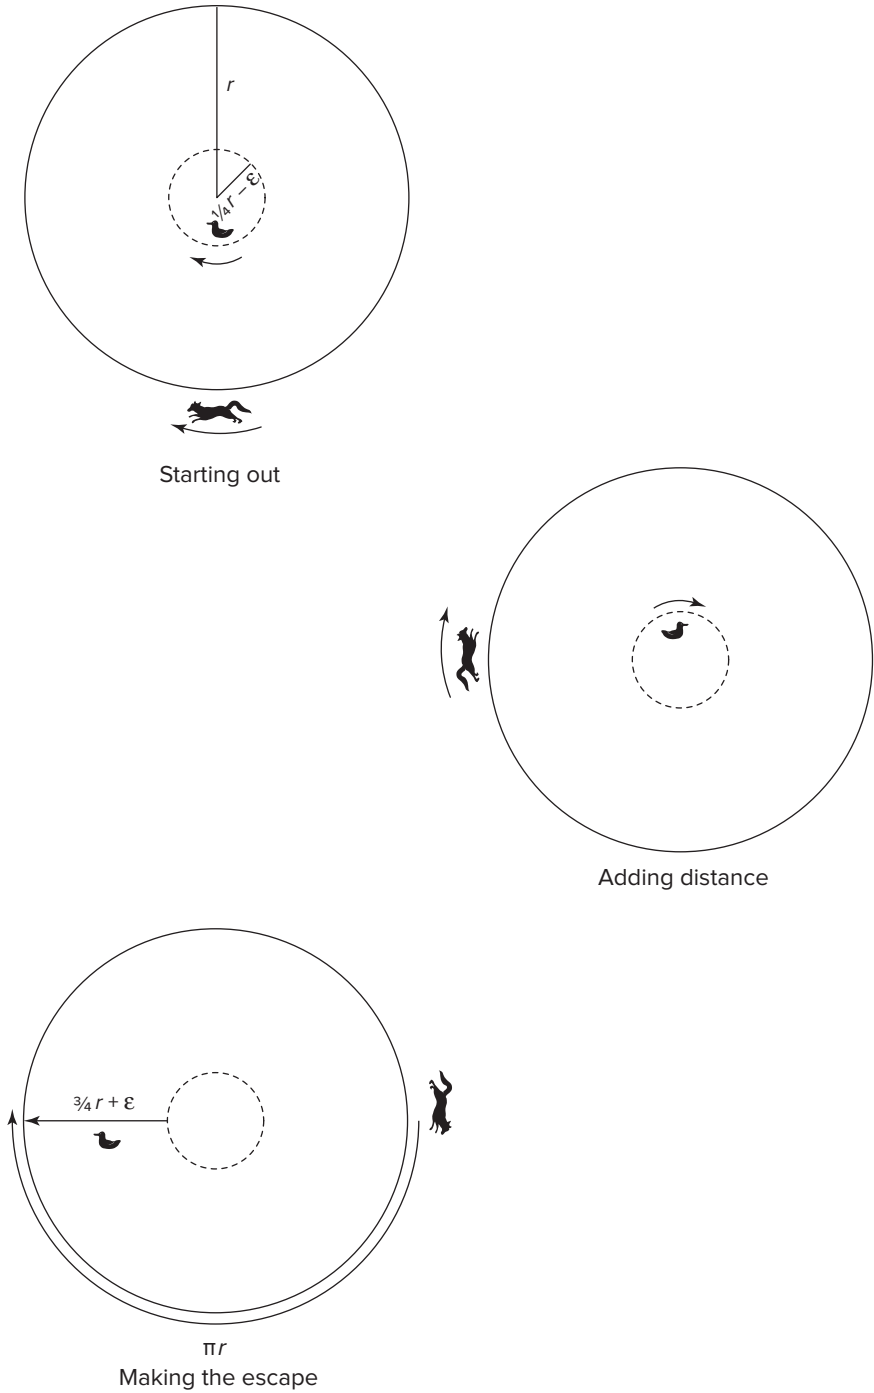 r
¼r – ε
Starting out
Adding distance
¾r + ε
πr
Making the escape